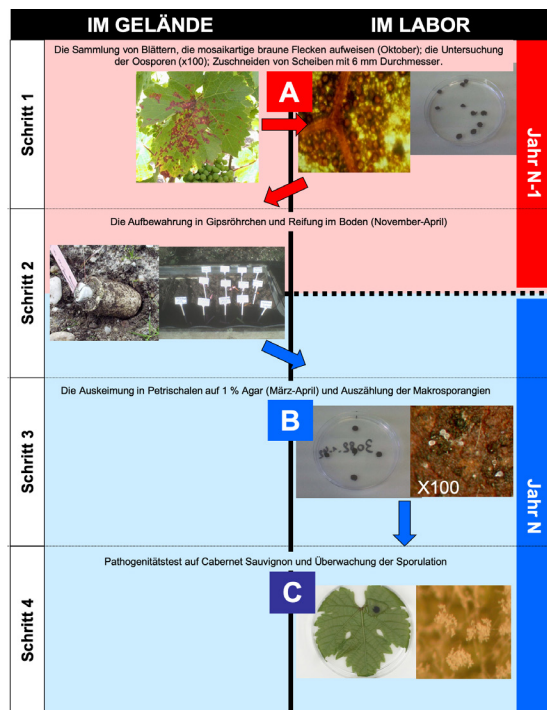 IM GELÄNDE
IM LABOR
Schritt 1
Die Sammlung von Blättern, die mosaikartige braune Flecken aufweisen (Oktober); die Untersuchung
der Oosporen (x100); Zuschneiden von Scheiben mit 6 mm Durchmesser.
A
Jahr N-1
Schritt 2
Die Aufbewahrung in Gipsröhrchen und Reifung im Boden (November-April)
Schritt 3
Die Auskeimung in Petrischalen auf 1 % Agar (März-April) und Auszählung der Makrosporangien
B
X100
Jahr N
Schritt 4
Pathogenitätstest auf Cabernet Sauvignon und Überwachung der Sporulation
C